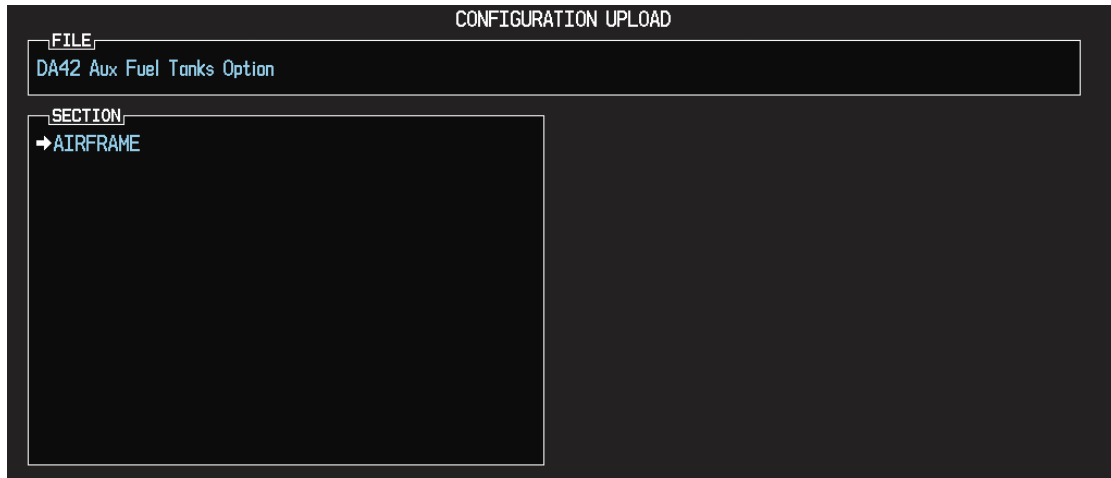 CONFIGURATION UPLOAD
FILE
DA42 Aux Fuel Tanks Option
SECTION
AIRFRAME